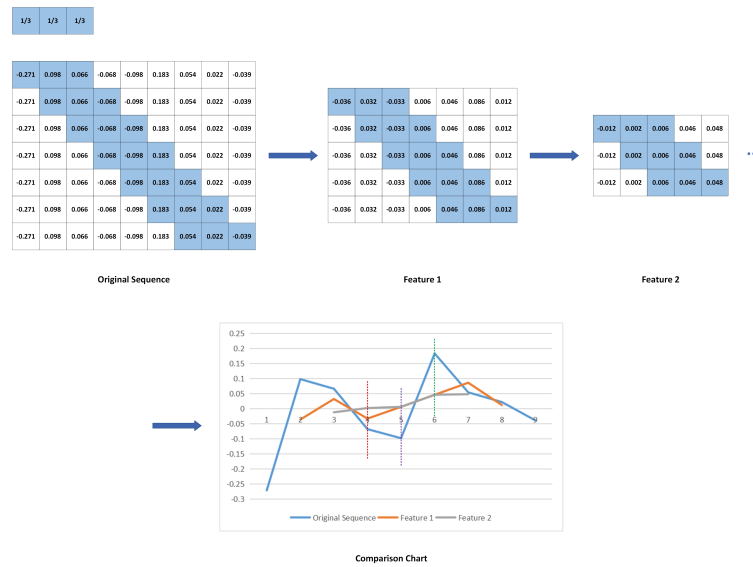 1/3 1/3 1/3
-0.271 0.098 0.066 -0.068 -0.098 0.183 0.054 0.022 -0.039
-0.271 0.098 0.066 -0.068 -0.098 0.183 0.054 0.022 -0.039
-0.271 0.098 0.066 -0.068 -0.098 0.183 0.054 0.022 -0.039
-0.271 0.098 0.066 -0.068 -0.098 0.183 0.054 0.022 -0.039
-0.271 0.098 0.066 -0.068 -0.098 0.183 0.054 0.022 -0.039
-0.271 0.098 0.066 -0.068 -0.098 0.183 0.054 0.022 -0.039
-0.271 0.098 0.066 -0.068 -0.098 0.183 0.054 0.022 -0.039
Original Sequence
-0.036 0.032 -0.033 0.006 0.046 0.086 0.012
-0.036 0.032 -0.033 0.006 0.046 0.086 0.012
-0.036 0.032 -0.033 0.006 0.046 0.086 0.012
-0.036 0.032 -0.033 0.006 0.046 0.086 0.012
-0.036 0.032 -0.033 0.006 0.046 0.086 0.012
Feature 1
-0.012 0.002 0.006 0.046 0.048
-0.012 0.002 0.006 0.046 0.048
-0.012 0.002 0.006 0.046 0.048
Feature 2
0.25
0.2
0.15
0.1
0.05
0
-0.05
-0.1
-0.15
-0.2
-0.25
-0.3
1 2 3 4 5 6 7 8 9
Original Sequence Feature 1 Feature 2
Comparison Chart